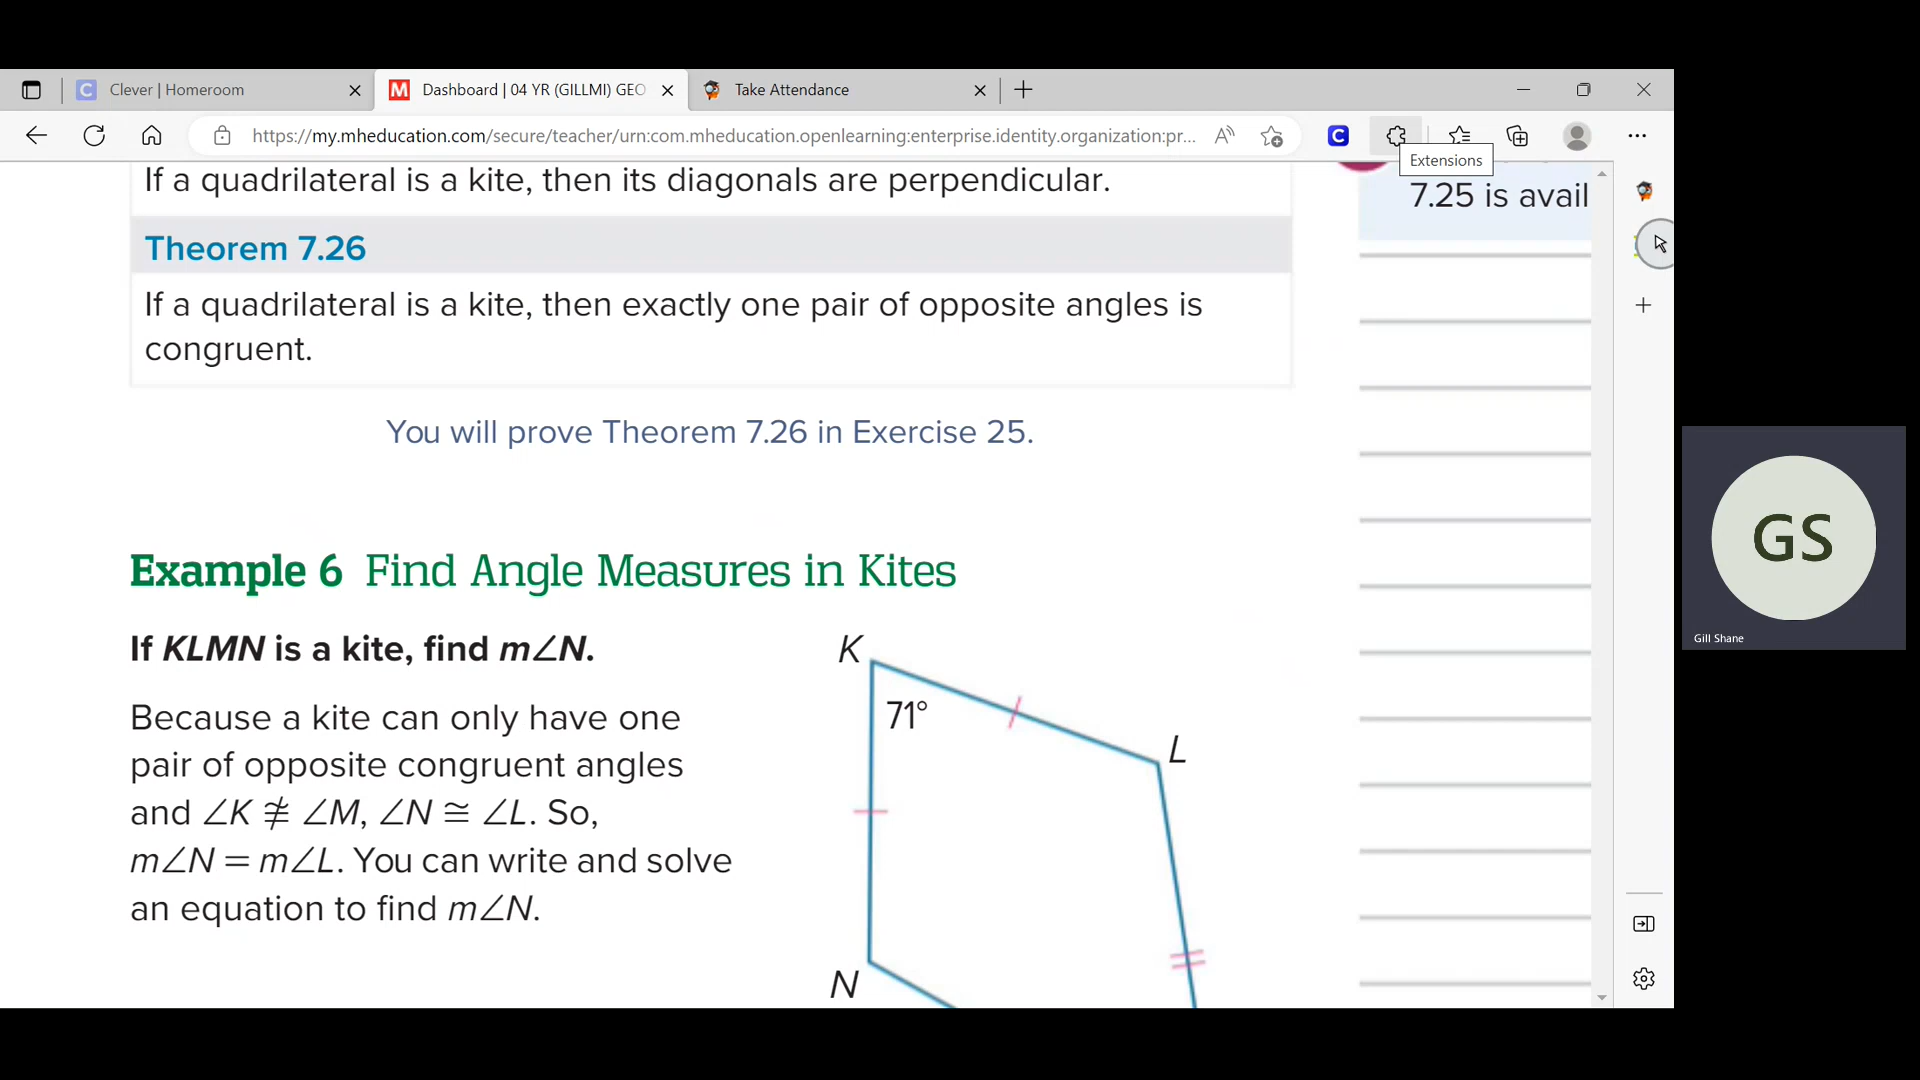 Clever | Homeroom
Dashboard | 04 YR (GILLMI) GEO
Take Attendance
https://my.mheducation.com/secure/teacher/urn:com.mheducation.openlearning:enterprise.identity.organization:pr...
Extensions
If a quadrilateral is a kite, then its diagonals are perpendicular.
7.25 is avail
Theorem 7.26
If a quadrilateral is a kite, then exactly one pair of opposite angles is
congruent.
You will prove Theorem 7.26 in Exercise 25.
Example 6 Find Angle Measures in Kites
If KLMN is a kite, find m∠N.
Because a kite can only have one
pair of opposite congruent angles
and ∠K ≇ ∠M, ∠N ≅ ∠L. So,
m∠N = m∠L. You can write and solve
an equation to find m∠N.
K
71°
L
N
GS
Gill Shane